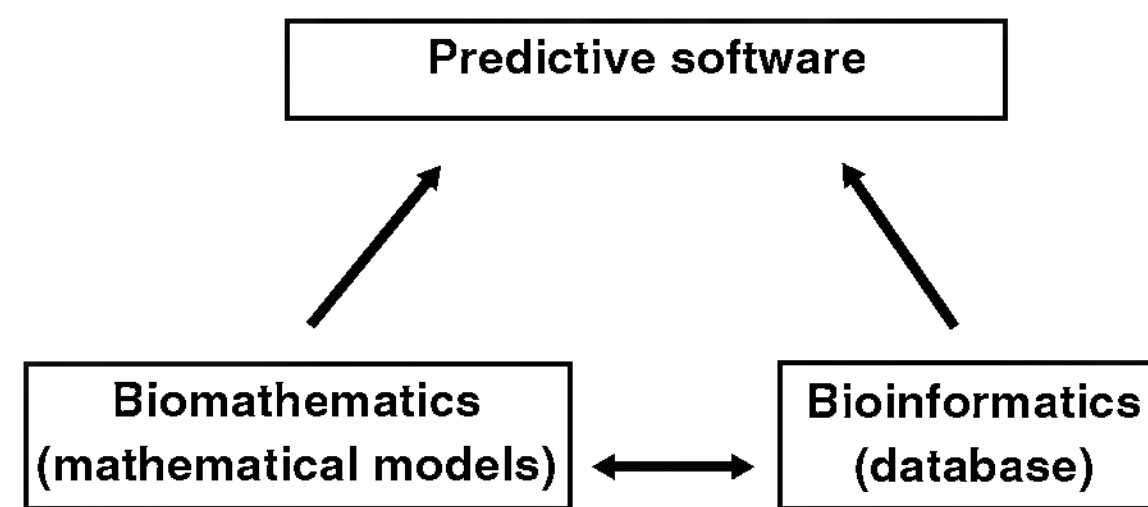 Predictive software
Biomathematics
(mathematical models)
Bioinformatics
(database)